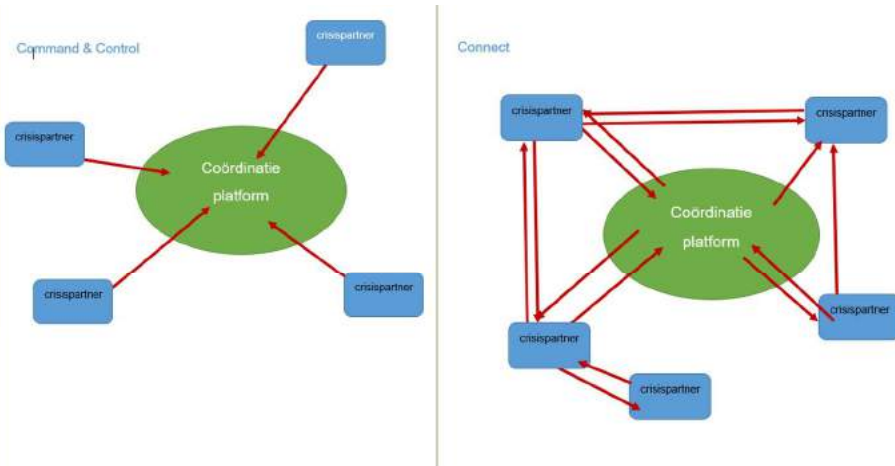 Command & Control
crisispartner
crisispartner
Coördinatie
platform
crisispartner
crisispartner
Connect
crisispartner
crisispartner
Coördinatie
platform
crisispartner
crisispartner
crisispartner